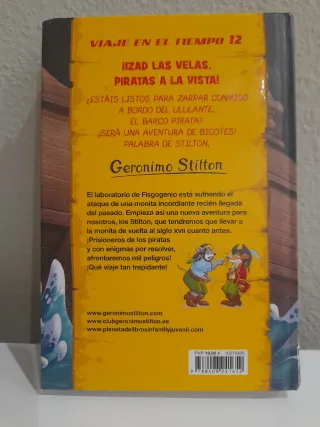 VIAJE EN EL TIEMPO 12
¡IZAD LAS VELAS,
PIRATAS A LA VISTA!
¿ESTÁIS LISTOS PARA ZARPAR CONMIGO
A BORDO DEL ULULANTE,
EL BARCO PIRATA?
¡SERÁ UNA AVENTURA DE BIGOTES!
PALABRA DE STILTON.
Geronimo Stilton
El laboratorio de Fisgogenio está sufriendo el
ataque de una monita incordiante recién llegada
del pasado. Empieza así una nueva aventura para
nosotros, los Stilton, que tendremos que llevar a
la monita de vuelta al siglo XVII cuanto antes.
¡Prisioneros de los piratas
y con enigmas por resolver,
afrontaremos mil peligros!
¡Qué viaje tan trepidante!
www.geronimostilton.com
www.clubgeronimostilton.es
www.planetadelibrosinfantilyjuvenil.com
PVP 19,95 €